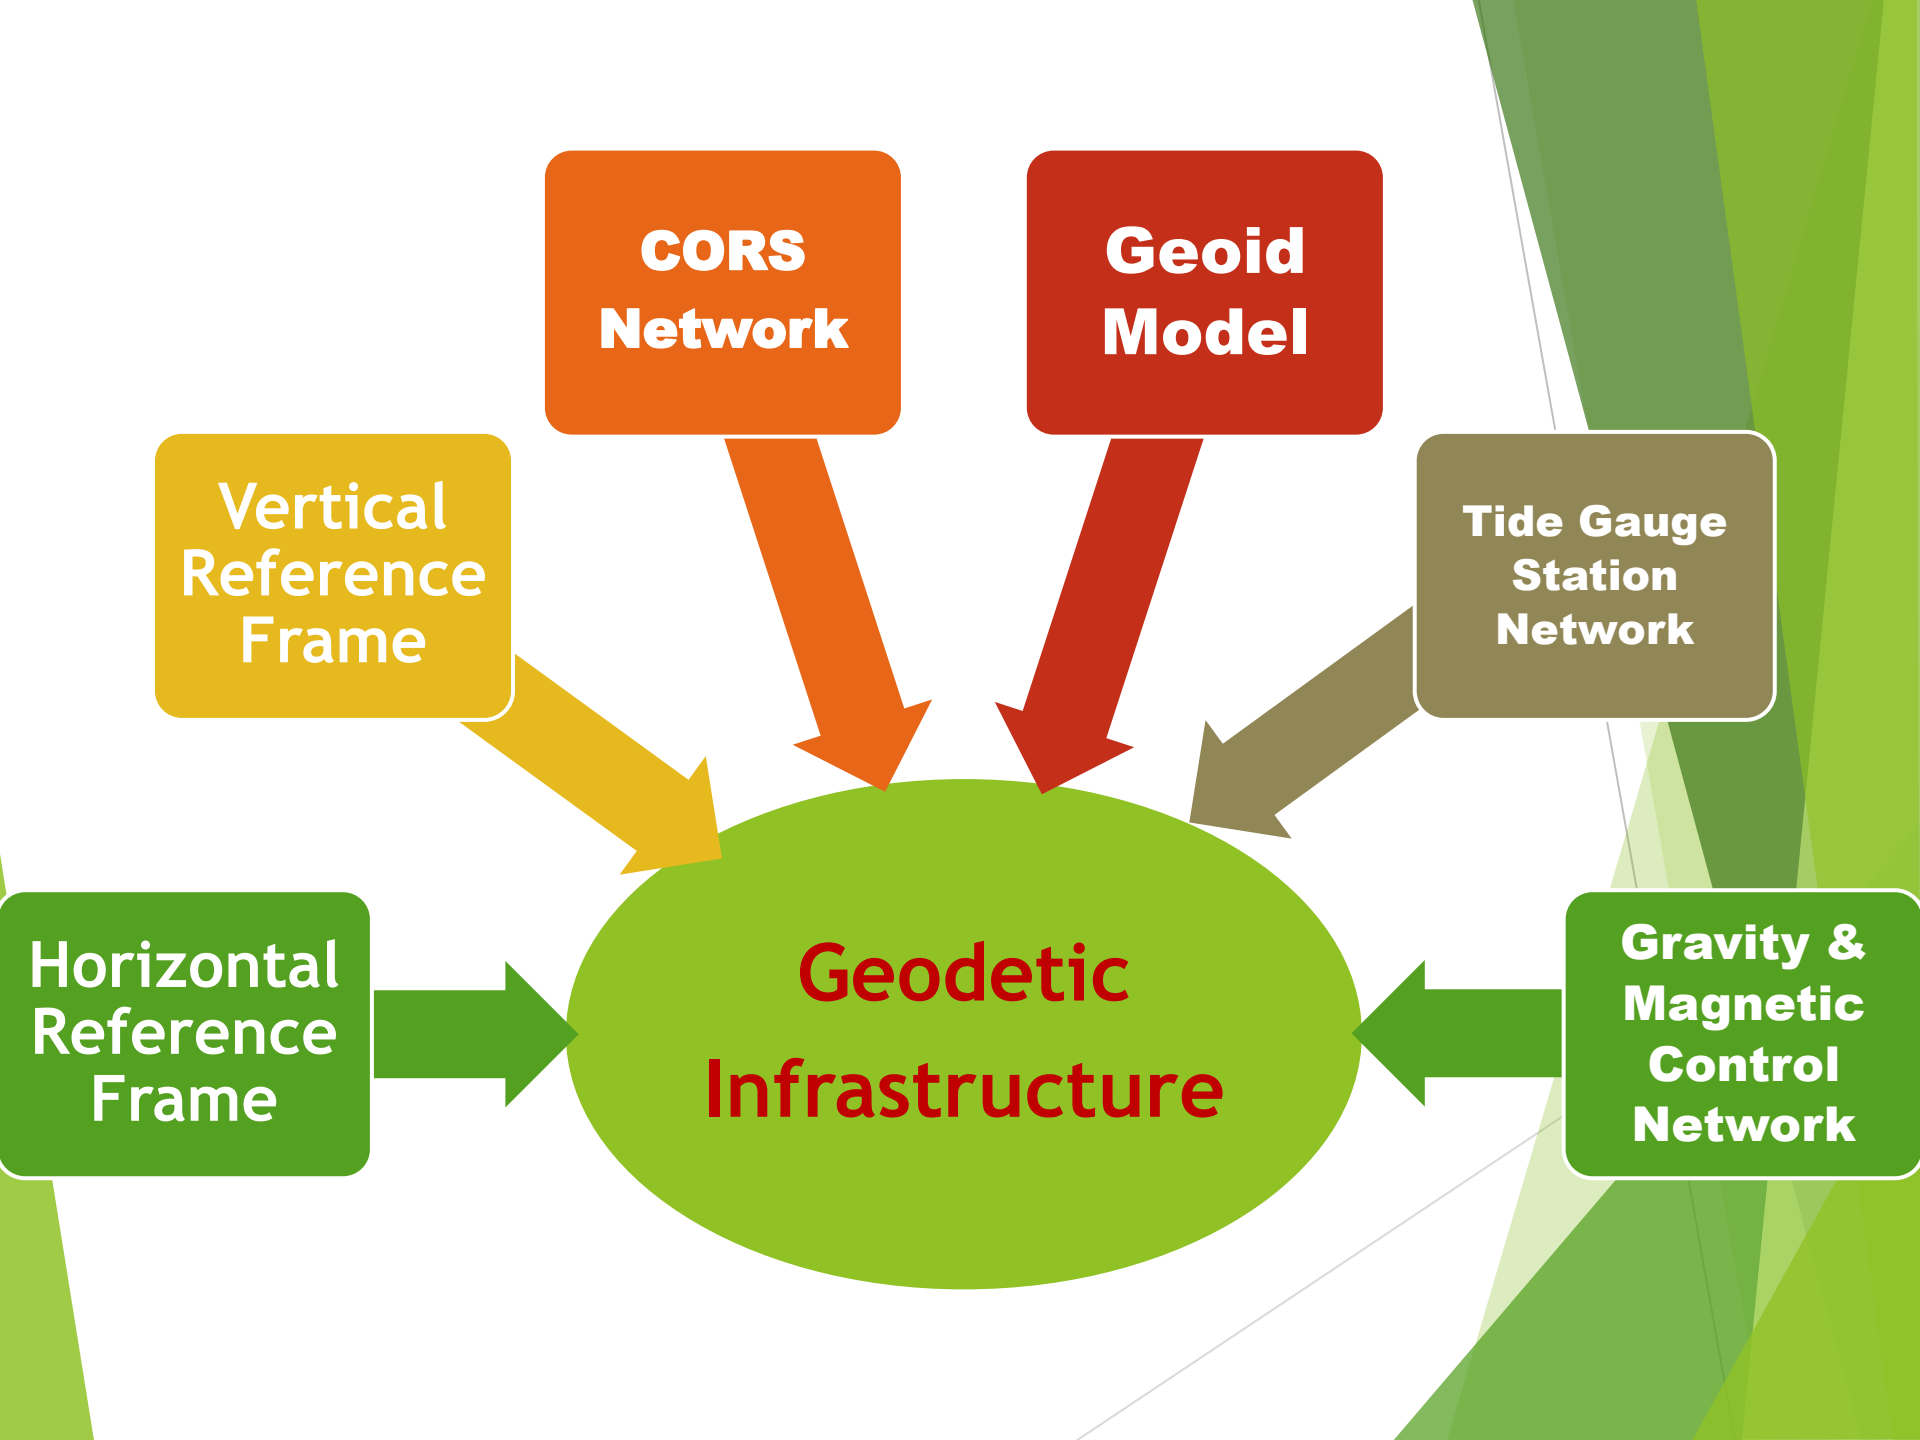 CORS
Network
Geoid
Model
Vertical
Reference
Frame
Tide Gauge
Station
Network
Horizontal
Reference
Frame
Geodetic
Infrastructure
Gravity &
Magnetic
Control
Network